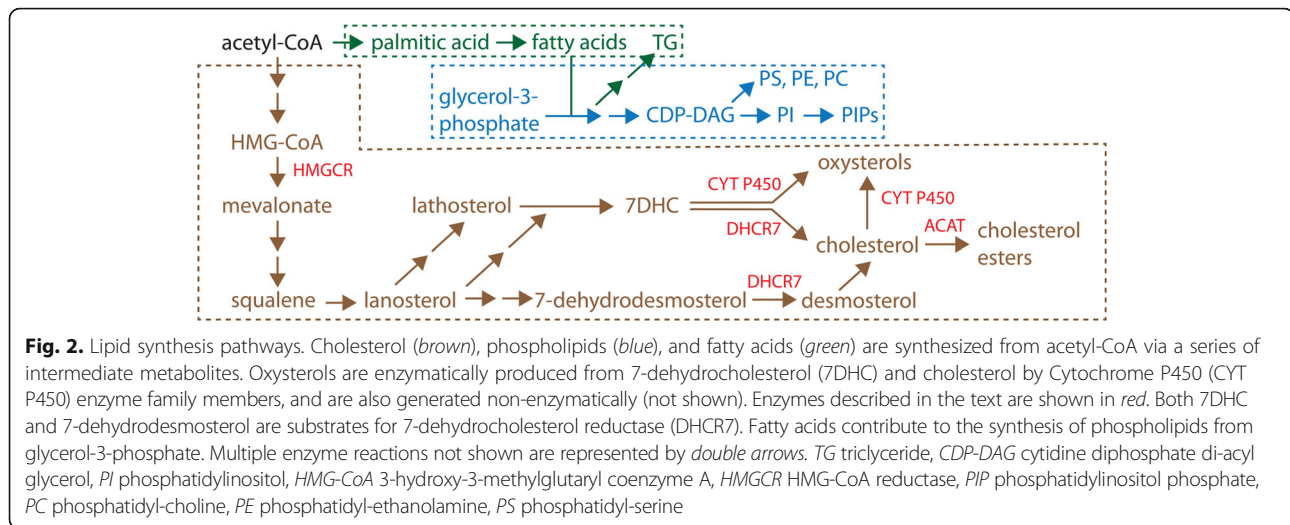 acetyl-CoA palmitic acid fatty acids TG
glycerol-3-phosphate CDP-DAG PS, PE, PC
PI PIPs
HMG-CoA
HMGCR
mevalonate
squalene
lanosterol
lathosterol
7DHC
CYT P450
oxysterols
CYT P450
DHCR7
cholesterol
ACAT
cholesterol
esters
7-dehydrodesmosterol
DHCR7
desmosterol
Fig. 2. Lipid synthesis pathways. Cholesterol (brown), phospholipids (blue), and fatty acids (green) are synthesized from acetyl-CoA via a series of
intermediate metabolites. Oxysterols are enzymatically produced from 7-dehydrocholesterol (7DHC) and cholesterol by Cytochrome P450 (CYT
P450) enzyme family members, and are also generated non-enzymatically (not shown). Enzymes described in the text are shown in red. Both 7DHC
and 7-dehydrodesmosterol are substrates for 7-dehydrocholesterol reductase (DHCR7). Fatty acids contribute to the synthesis of phospholipids from
glycerol-3-phosphate. Multiple enzyme reactions not shown are represented by double arrows. TG triclyceride, CDP-DAG cytidine diphosphate di-acyl
glycerol, PI phosphatidylinositol, HMG-CoA 3-hydroxy-3-methylglutaryl coenzyme A, HMGCR HMG-CoA reductase, PIP phosphatidylinositol phosphate,
PC phosphatidyl-choline, PE phosphatidyl-ethanolamine, PS phosphatidyl-serine